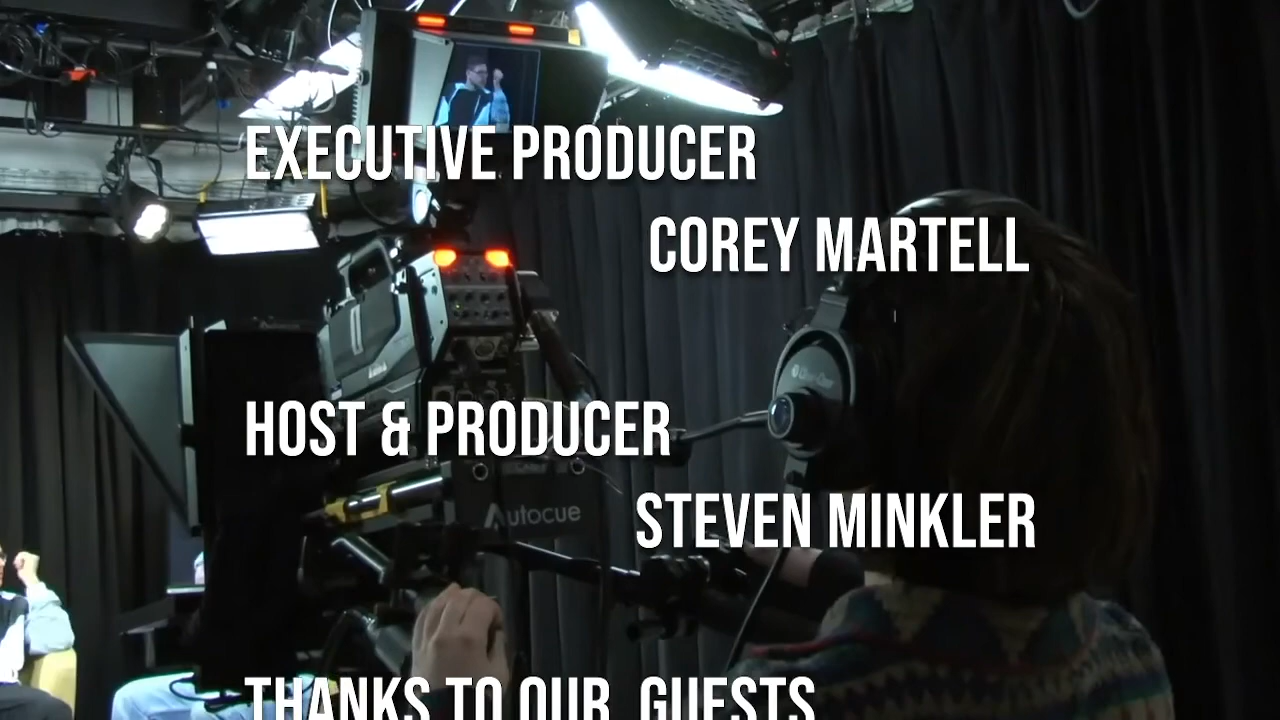 EXECUTIVE PRODUCER
COREY MARTELL
HOST & PRODUCER
STEVEN MINKLER
Autocue
THANKS TO OUR GUESTS